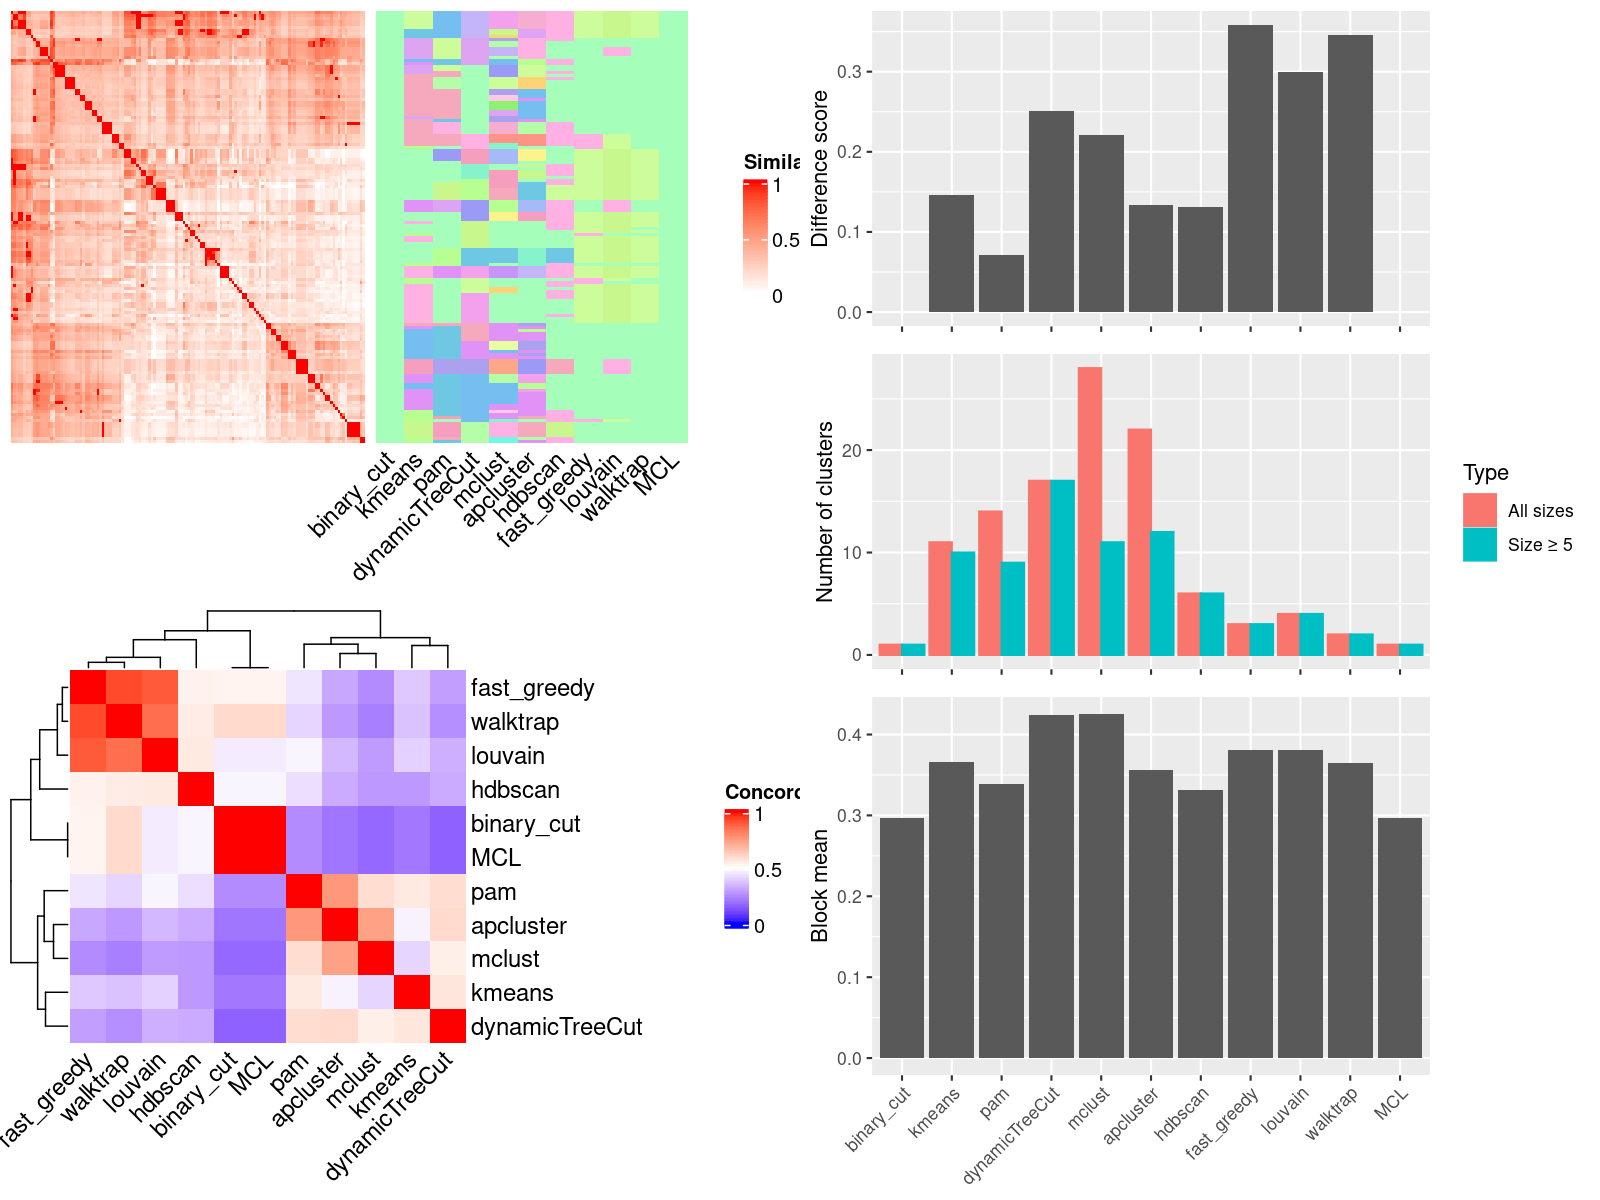 Simila
1
0.5
0
binary_cut
kmeans
pam
dynamicTreeCut
mclust
apcluster
hdbscan
fast_greedy
louvain
walktrap
MCL
fast_greedy
walktrap
louvain
hdbscan
binary_cut
MCL
pam
apcluster
mclust
kmeans
dynamicTreeCut
fast_greedy
walktrap
louvain
hdbscan
binary_cut
MCL
pam
apcluster
mclust
kmeans
dynamicTreeCut
Concord
1
0.5
0
Difference score
0.3
0.2
0.1
0.0
Number of clusters
20
10
0
Type
All sizes
Size ≥ 5
Block mean
0.4
0.3
0.2
0.1
0.0
binary_cut
kmeans
pam
dynamicTreeCut
mclust
apcluster
hdbscan
fast_greedy
louvain
walktrap
MCL